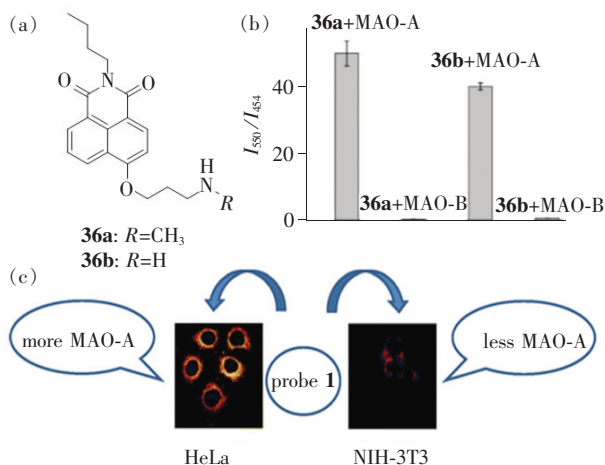 (a)
O
N
O
O
H
N
R
36a: R=CH₃
36b: R=H
(b)
36a+MAO-A
36b+MAO-A
I₅₅₀/I₄₅₄
40
20
0
36a+MAO-B
36b+MAO-B
(c)
more MAO-A
probe 1
less MAO-A
HeLa
NIH-3T3